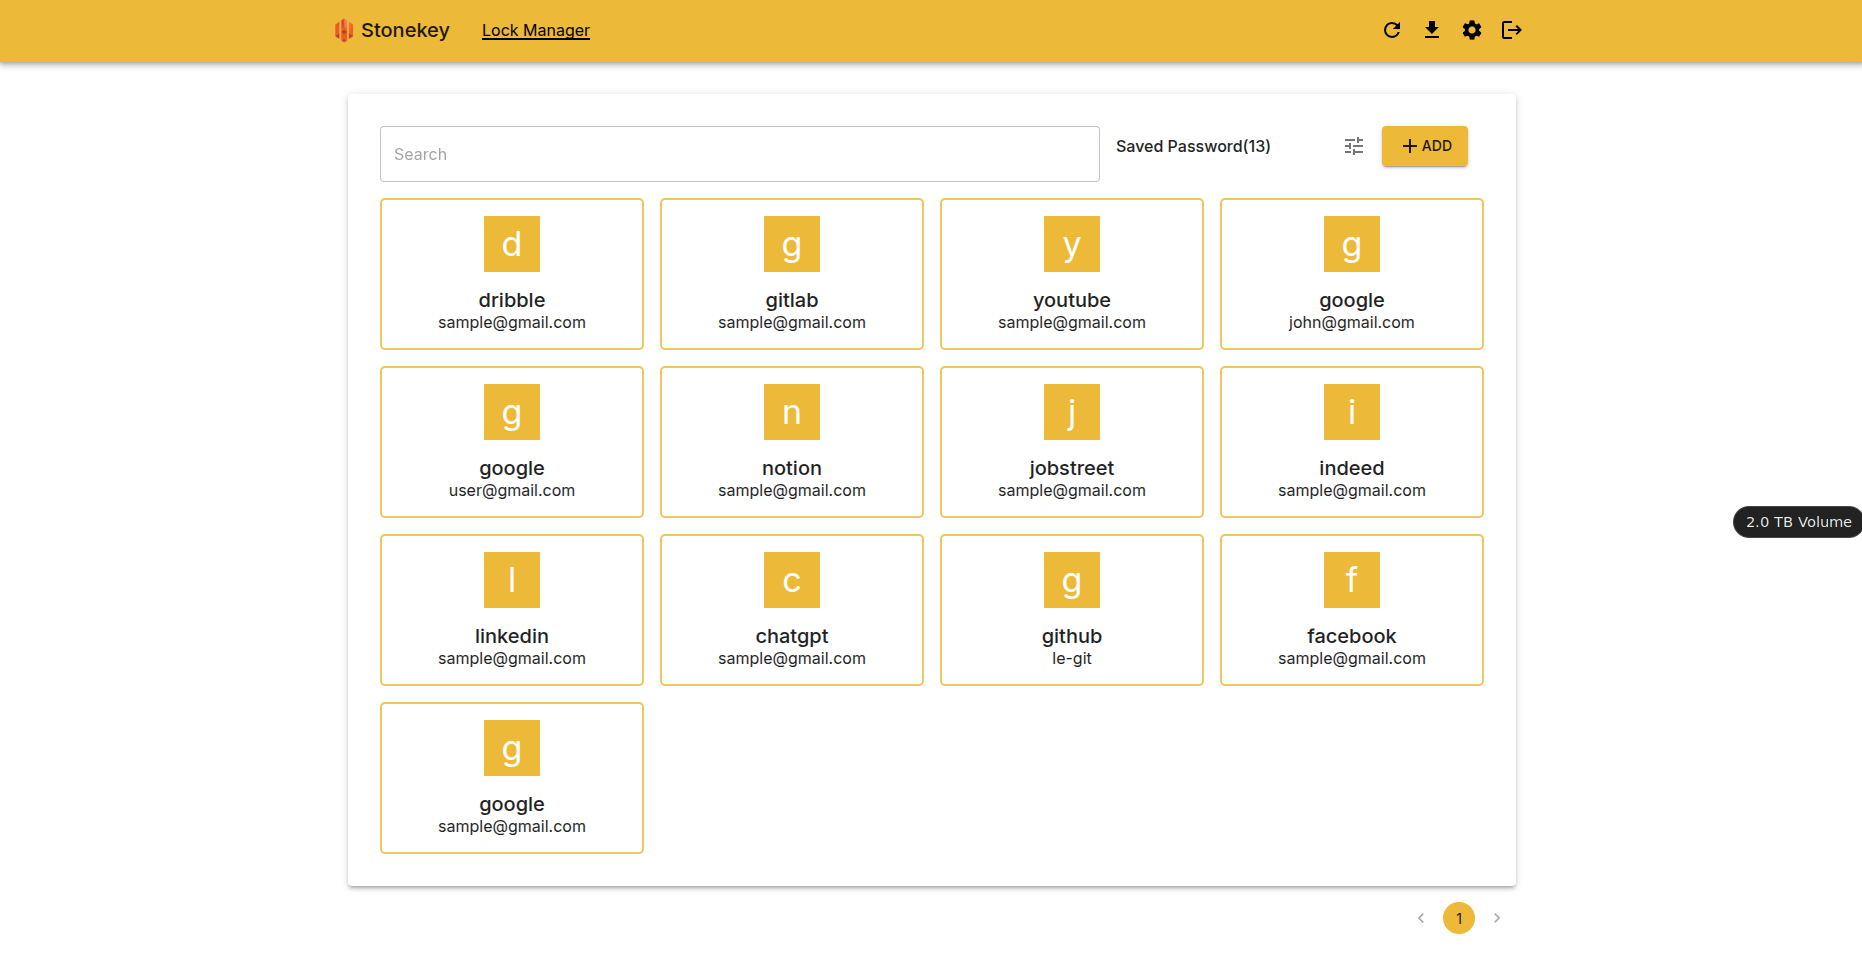 Stonekey Lock Manager
Search
Saved Password(13)
ADD
d g y g
dribble gitlab youtube google
sample@gmail.com sample@gmail.com sample@gmail.com john@gmail.com
g n j i
google notion jobstreet indeed
user@gmail.com sample@gmail.com sample@gmail.com sample@gmail.com
2.0 TB Volume
l c g f
linkedin chatgpt github facebook
sample@gmail.com sample@gmail.com le-git sample@gmail.com
g
google
sample@gmail.com
1